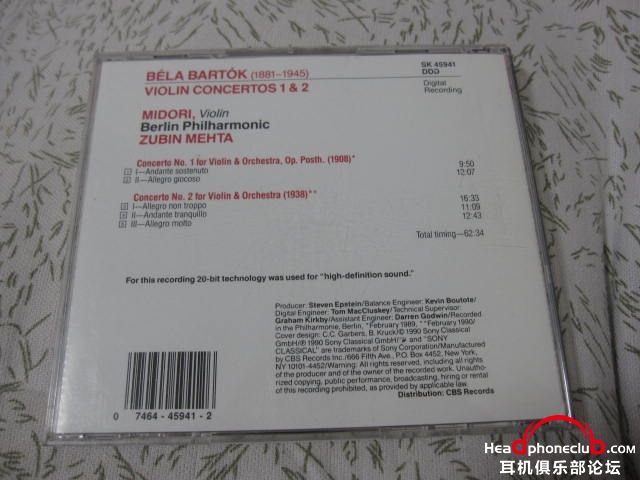 BÉLA BARTÓK (1881–1945)
VIOLIN CONCERTOS 1 & 2
SK 45941
DDD
Digital
Recording
MIDORI, Violin
Berlin Philharmonic
ZUBIN MEHTA
Concerto No. 1 for Violin & Orchestra, Op. Posth. (1908)*
1 I—Andante sostenuto 9:50
2 II—Allegro giocoso 12:07
Concerto No. 2 for Violin & Orchestra (1938)**
3 I—Allegro non troppo 16:33
4 II—Andante tranquillo 11:09
5 III—Allegro molto 12:43
Total timing—62:34
For this recording 20-bit technology was used for "high-definition sound."
Producer: Steven Epstein/Balance Engineer: Kevin Boutote/
Digital Engineer: Tom MacCluskey/Technical Supervisor:
Graham Kirkby/Assistant Engineer: Darren Godwin/Recorded
in the Philharmonie, Berlin, *February 1989, **February 1990/
Cover design: C.C. Garbers, B. Kruck/© 1990 Sony Classical
GmbH/℗ 1990 Sony Classical GmbH/ and "SONY
CLASSICAL" are trademarks of Sony Corporation/Manufactured
by CBS Records Inc./666 Fifth Ave., P.O. Box 4452, New York,
NY 10101-4452/Warning: All rights reserved, including all rights
of the producer and of the owner of the recorded work. Unautho-
rized copying, public performance, broadcasting, hiring or rental
of this recording prohibited, as provided by applicable law.
Distribution: CBS Records
0 7464-45941-2
Headphoneclub.com
耳机俱乐部论坛